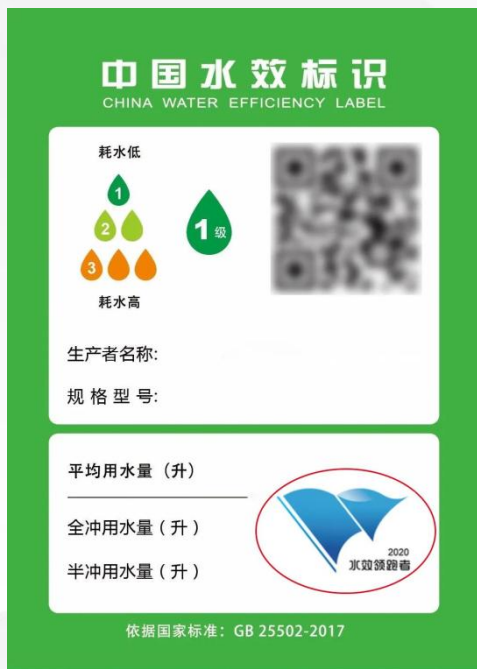 中国水效标识
CHINA WATER EFFICIENCY LABEL
耗水低
1
2
3
耗水高
1级
生产者名称:
规格型号:
平均用水量（升）
全冲用水量（升）
半冲用水量（升）
2020
水效领跑者
依据国家标准：GB 25502-2017